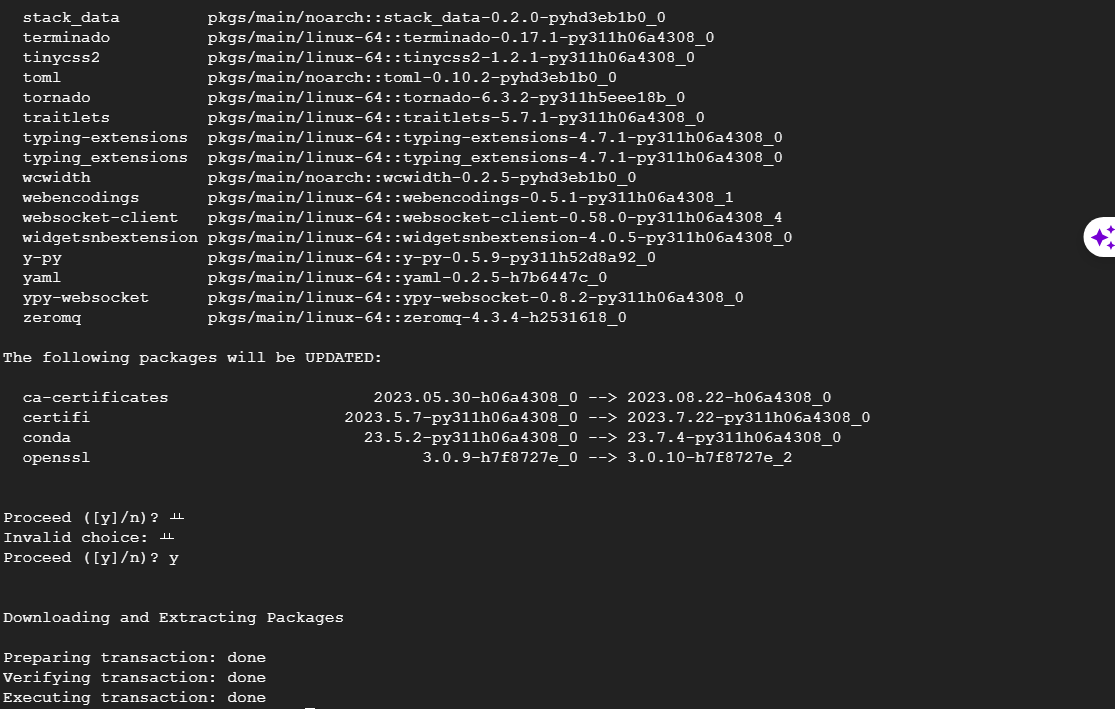 stack_data pkgs/main/noarch::stack_data-0.2.0-pyhd3eb1b0_0
terminado pkgs/main/linux-64::terminado-0.17.1-py311h06a4308_0
tinycss2 pkgs/main/linux-64::tinycss2-1.2.1-py311h06a4308_0
toml pkgs/main/noarch::toml-0.10.2-pyhd3eb1b0_0
tornado pkgs/main/linux-64::tornado-6.3.2-py311h5eee18b_0
traitlets pkgs/main/linux-64::traitlets-5.7.1-py311h06a4308_0
typing-extensions pkgs/main/linux-64::typing-extensions-4.7.1-py311h06a4308_0
typing_extensions pkgs/main/linux-64::typing_extensions-4.7.1-py311h06a4308_0
wcwidth pkgs/main/noarch::wcwidth-0.2.5-pyhd3eb1b0_0
webencodings pkgs/main/linux-64::webencodings-0.5.1-py311h06a4308_1
websocket-client pkgs/main/linux-64::websocket-client-0.58.0-py311h06a4308_4
widgetsnbextension pkgs/main/linux-64::widgetsnbextension-4.0.5-py311h06a4308_0
y-py pkgs/main/linux-64::y-py-0.5.9-py311h52d8a92_0
yaml pkgs/main/linux-64::yaml-0.2.5-h7b6447c_0
ypy-websocket pkgs/main/linux-64::ypy-websocket-0.8.2-py311h06a4308_0
zeromq pkgs/main/linux-64::zeromq-4.3.4-h2531618_0
The following packages will be UPDATED:
ca-certificates 2023.05.30-h06a4308_0 --> 2023.08.22-h06a4308_0
certifi 2023.5.7-py311h06a4308_0 --> 2023.7.22-py311h06a4308_0
conda 23.5.2-py311h06a4308_0 --> 23.7.4-py311h06a4308_0
openssl 3.0.9-h7f8727e_0 --> 3.0.10-h7f8727e_2
Proceed ([y]/n)? ㅛ
Invalid choice: ㅛ
Proceed ([y]/n)? y
Downloading and Extracting Packages
Preparing transaction: done
Verifying transaction: done
Executing transaction: done